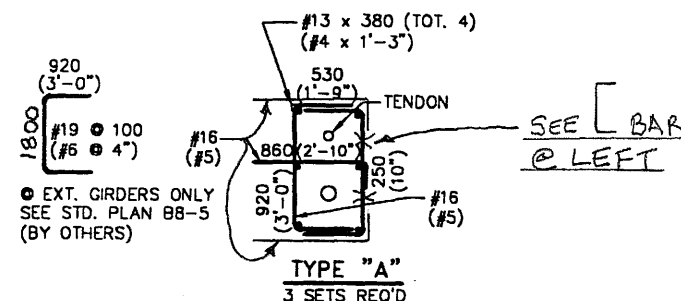 #13 x 380 (TOT. 4)
(#4 x 1'-3")
920
(3'-0")
530
(1'-9")
TENDON
1800
#19 @ 100
(#6 @ 4")
#16
(#5)
860 (2'-10")
SEE [ BAR
@ LEFT
250
(10")
920
(3'-0")
@ EXT. GIRDERS ONLY
SEE STD. PLAN B8-5
(BY OTHERS)
#16
(#5)
TYPE "A"
3 SETS REQ'D